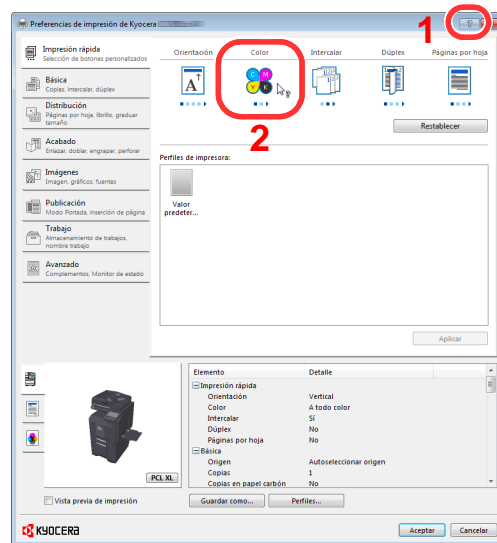 Preferencias de impresión de Kyocera
?
1
Impresión rápida
Selección de botones personalizados
Básica
Copias, intercalar, dúplex
Distribución
Páginas por hoja, librillo, graduar
tamaño
Acabado
Enlazar, doblar, engrapar, perforar
Imágenes
Imagen, gráficos, fuentes
Publicación
Modo Portada, inserción de página
Trabajo
Almacenamiento de trabajos,
nombre trabajo
Avanzado
Complementos, Monitor de estado
Orientación
Color
Intercalar
Dúplex
Páginas por hoja
A
C M
Y K
?
2
Restablecer
Perfiles de impresora:
Valor
predeter...
Aplicar
PCL XL
Vista previa de impresión
Elemento Detalle
Impresión rápida
Orientación Vertical
Color A todo color
Intercalar Sí
Dúplex No
Páginas por hoja No
Básica
Origen Autoseleccionar origen
Copias 1
Copias en papel carbón No
Guardar como...
Perfiles...
KYOCERA
Aceptar
Cancelar